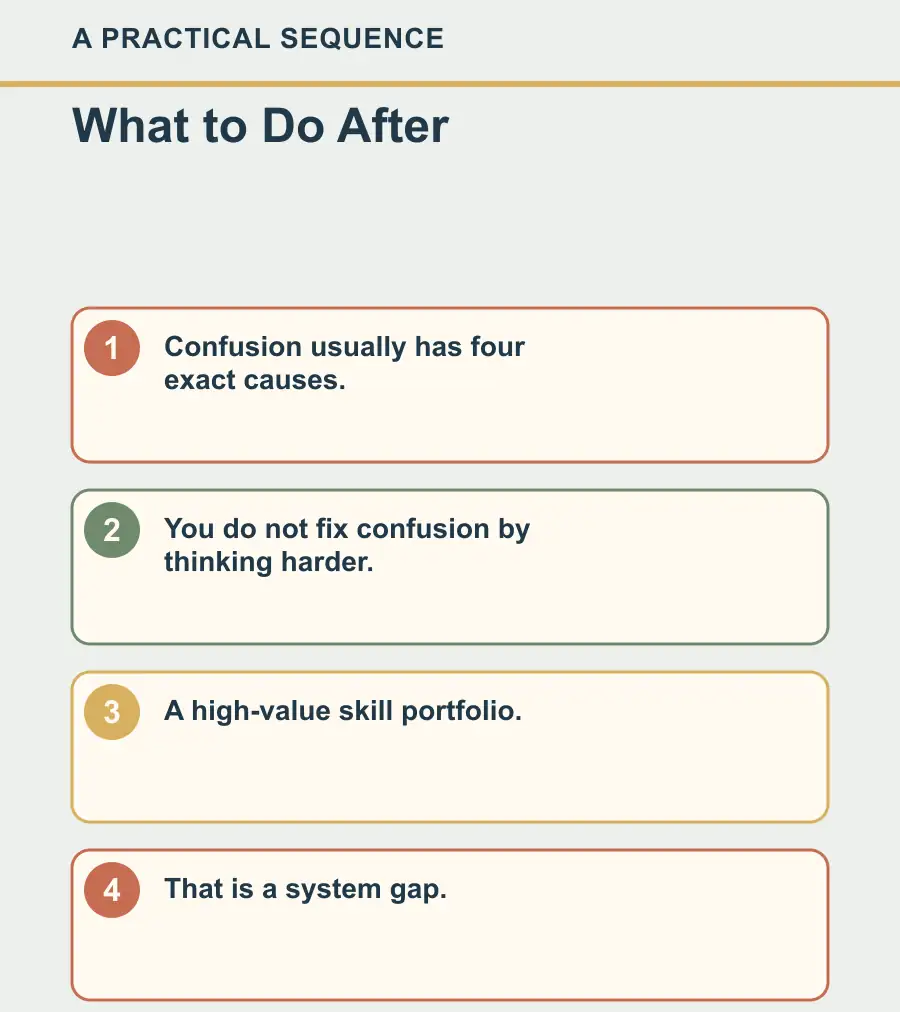 A PRACTICAL SEQUENCE
What to Do After
1
Confusion usually has four
exact causes.
2
You do not fix confusion by
thinking harder.
3
A high-value skill portfolio.
4
That is a system gap.